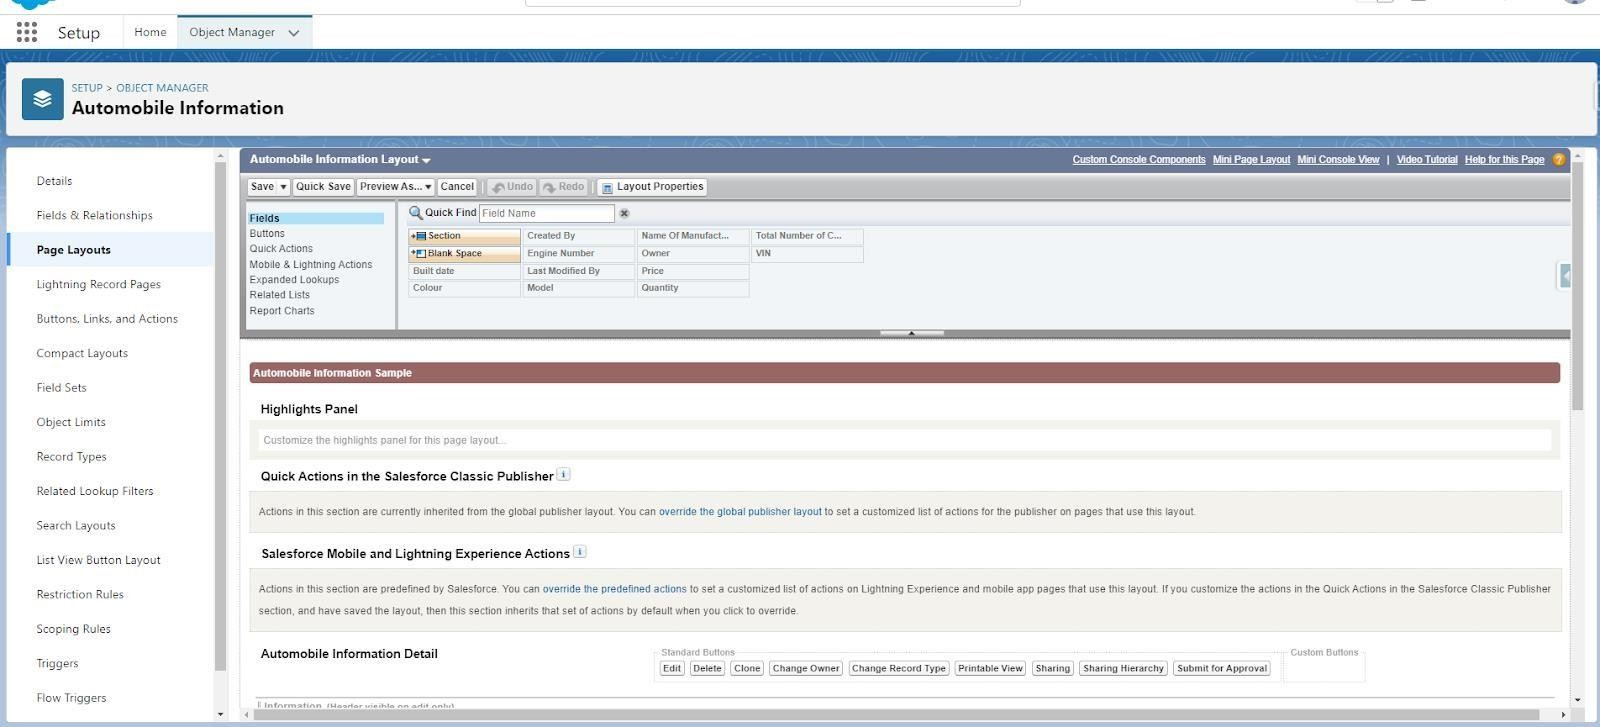 Setup
Home
Object Manager
SETUP > OBJECT MANAGER
Automobile Information
Details
Fields & Relationships
Page Layouts
Lightning Record Pages
Buttons, Links, and Actions
Compact Layouts
Field Sets
Object Limits
Record Types
Related Lookup Filters
Search Layouts
List View Button Layout
Restriction Rules
Scoping Rules
Triggers
Flow Triggers
Automobile Information Layout
Custom Console Components Mini Page Layout Mini Console View | Video Tutorial Help for this Page ?
Save Quick Save Preview As... Cancel Undo Redo Layout Properties
Fields
Buttons
Quick Actions
Mobile & Lightning Actions
Expanded Lookups
Related Lists
Report Charts
Quick Find Field Name
Section Created By Name Of Manufact... Total Number of C...
Blank Space Engine Number Owner VIN
Built date Last Modified By Price
Colour Model Quantity
Automobile Information Sample
Highlights Panel
Customize the highlights panel for this page layout...
Quick Actions in the Salesforce Classic Publisher i
Actions in this section are currently inherited from the global publisher layout. You can override the global publisher layout to set a customized list of actions for the publisher on pages that use this layout.
Salesforce Mobile and Lightning Experience Actions i
Actions in this section are predefined by Salesforce. You can override the predefined actions to set a customized list of actions on Lightning Experience and mobile app pages that use this layout. If you customize the actions in the Quick Actions in the Salesforce Classic Publisher
section, and have saved the layout, then this section inherits that set of actions by default when you click to override.
Automobile Information Detail
Standard Buttons
Edit Delete Clone Change Owner Change Record Type Printable View Sharing Sharing Hierarchy Submit for Approval
Custom Buttons
Information (Header visible on edit only)